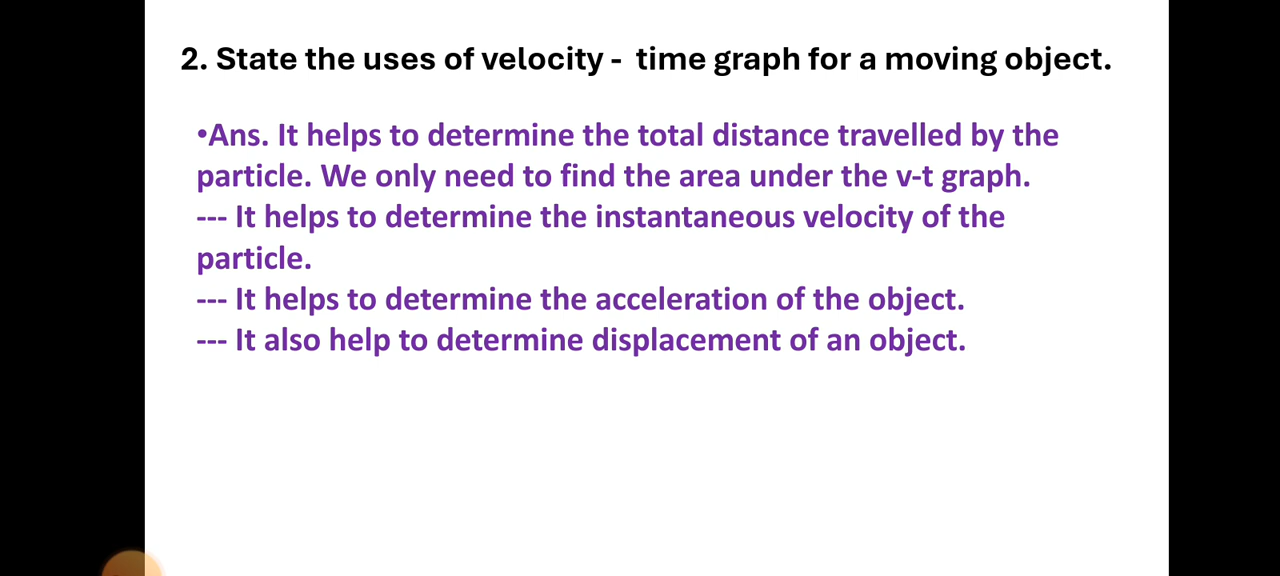 2. State the uses of velocity - time graph for a moving object.
•Ans. It helps to determine the total distance travelled by the
particle. We only need to find the area under the v-t graph.
--- It helps to determine the instantaneous velocity of the
particle.
--- It helps to determine the acceleration of the object.
--- It also help to determine displacement of an object.